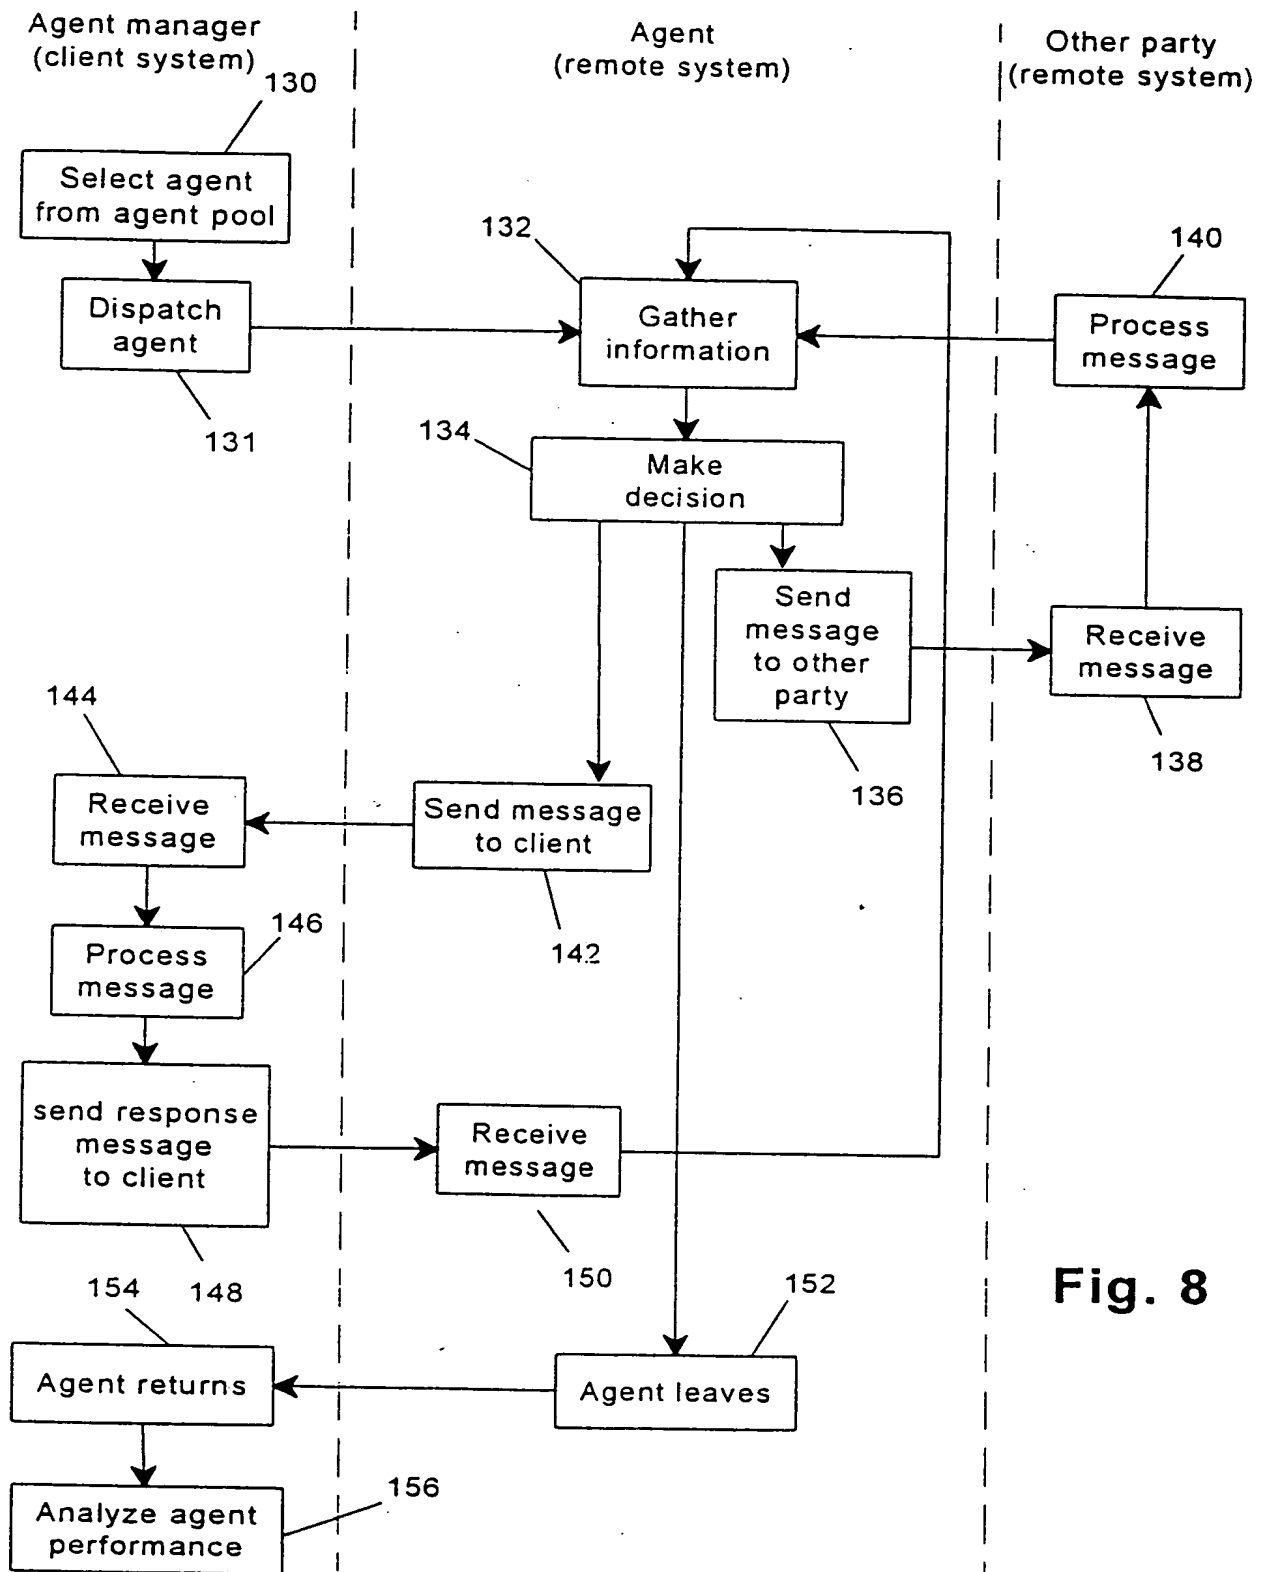 Agent manager
(client system)
Agent
(remote system)
Other party
(remote system)
130
Select agent
from agent pool
132
140
Dispatch
agent
Gather
information
Process
message
131
134
Make
decision
Send
message
to other
party
Receive
message
144
138
136
Receive
message
Send message
to client
146
142
Process
message
send response
message
to client
Receive
message
150
148
154
152
Fig. 8
Agent returns
Agent leaves
156
Analyze agent
performance